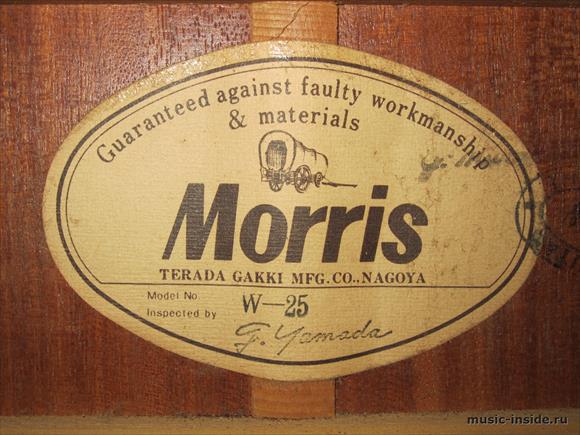 Guaranteed against faulty workmanship
& materials
Morris
TERADA GAKKI MFG.CO., NAGOYA
Model No W-25
Inspected by F. Yamada
music-inside.ru